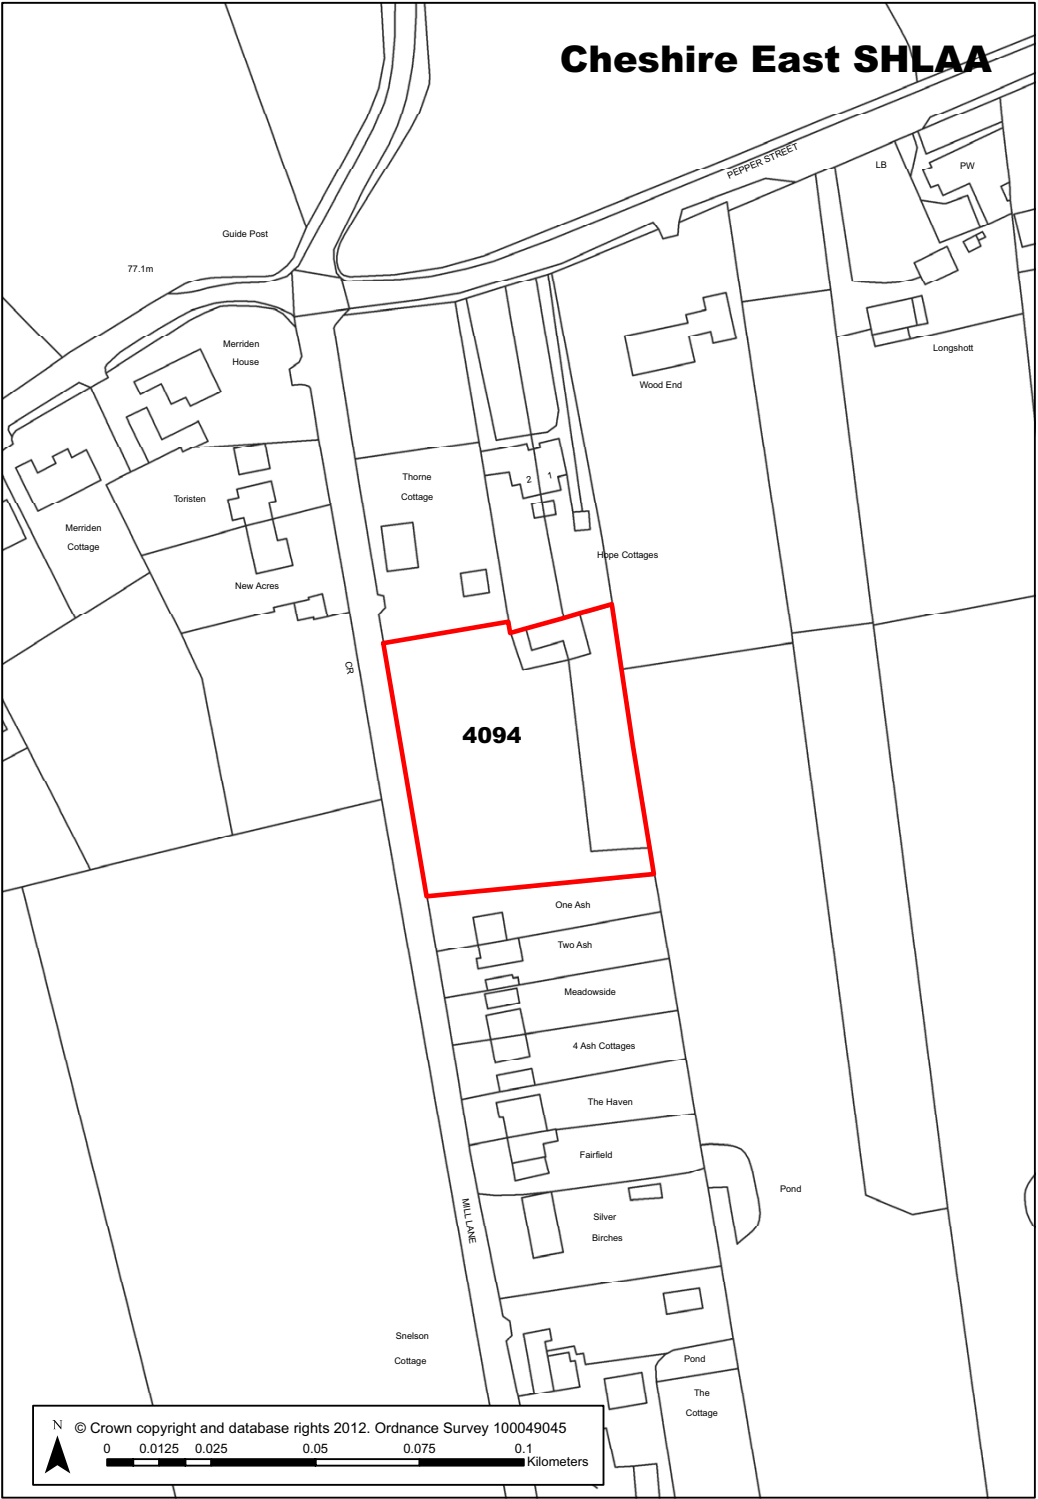 Cheshire East SHLAA
PEPPER STREET
LB
PW
Guide Post
77.1m
Merriden
House
Longshott
Wood End
Thorne
Cottage
2
1
Toristen
Merriden
Cottage
Hope Cottages
New Acres
CR
4094
One Ash
Two Ash
Meadowside
4 Ash Cottages
The Haven
Fairfield
Pond
MILL LANE
Silver
Birches
Snelson
Cottage
Pond
The
Cottage
N
© Crown copyright and database rights 2012. Ordnance Survey 100049045
0 0.0125 0.025 0.05 0.075 0.1
Kilometers